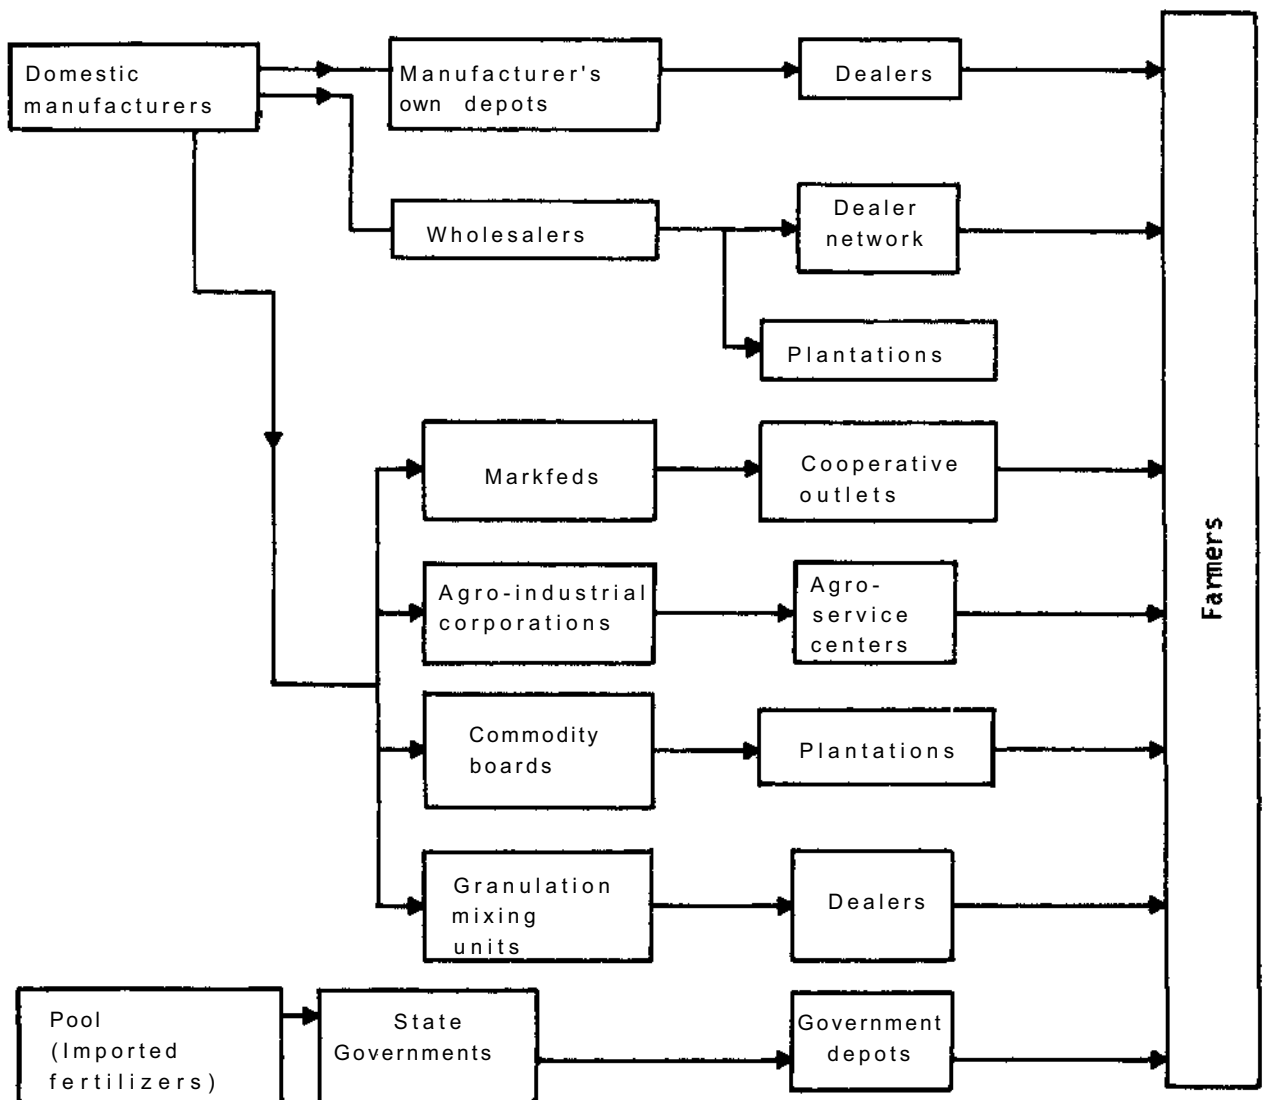 Domestic
manufacturers
Manufacturer's
own depots
Dealers
Wholesalers
Dealer
network
Plantations
Markfeds
Cooperative
outlets
Agro-industrial
corporations
Agro-
service
centers
Commodity
boards
Plantations
Granulation
mixing
units
Dealers
Pool
(Imported
fertilizers)
State
Governments
Government
depots
Farmers